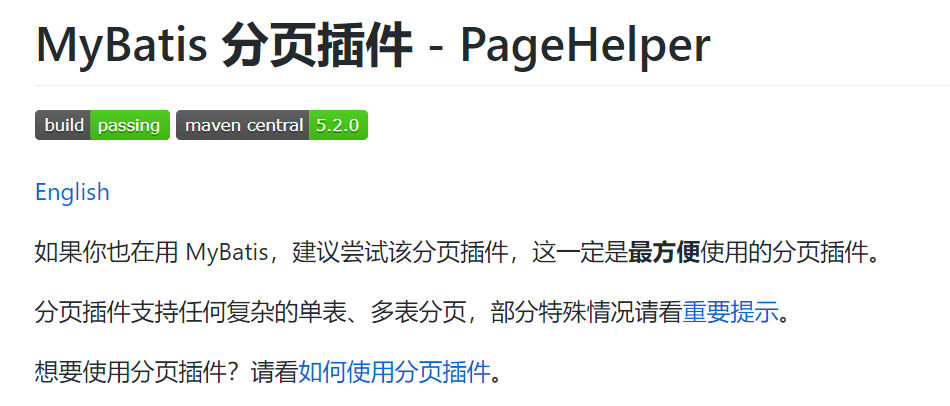 MyBatis 分页插件 - PageHelper
build passing maven central 5.2.0
English
如果你也在用 MyBatis，建议尝试该分页插件，这一定是最方便使用的分页插件。
分页插件支持任何复杂的单表、多表分页，部分特殊情况请看重要提示。
想要使用分页插件？请看如何使用分页插件。